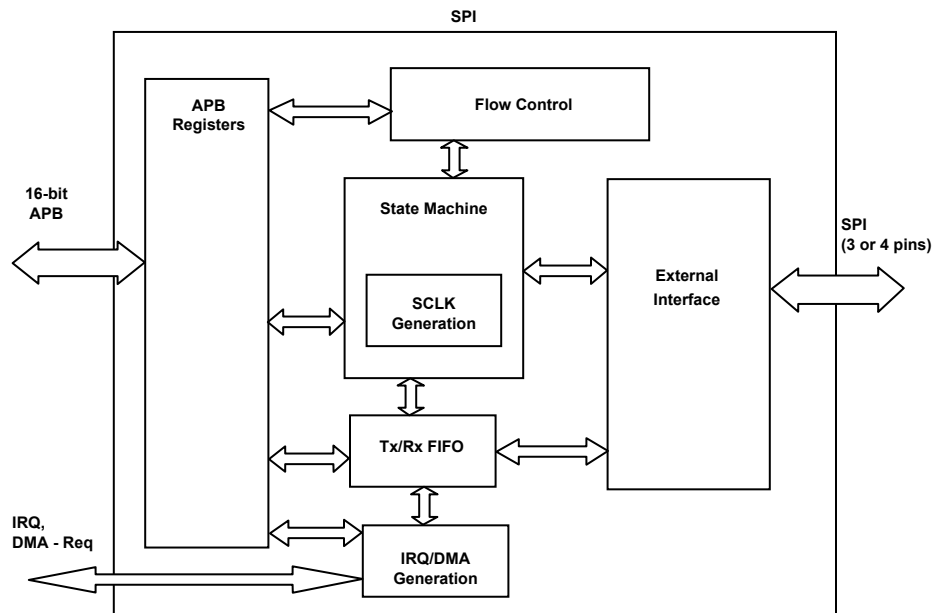 SPI
APB
Registers
Flow Control
16-bit
APB
State Machine
SCLK
Generation
External
Interface
SPI
(3 or 4 pins)
Tx/Rx FIFO
IRQ,
DMA - Req
IRQ/DMA
Generation